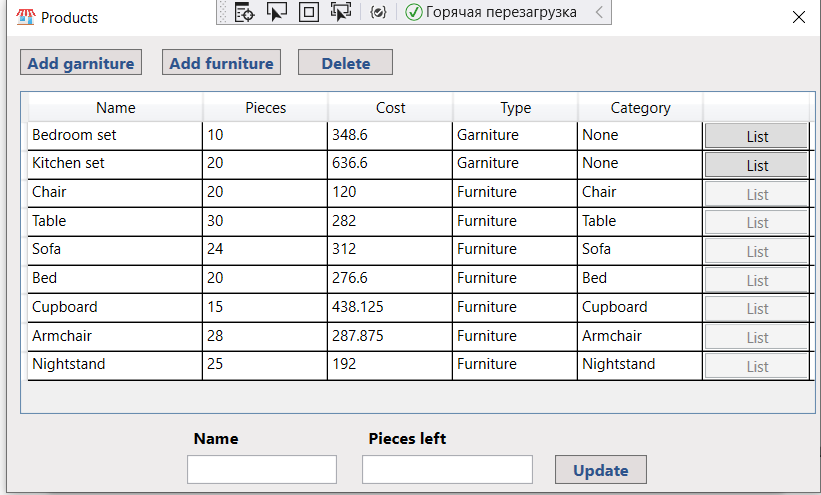 Products
Горячая перезагрузка
Add garniture Add furniture Delete
Name Pieces Cost Type Category
Bedroom set 10 348.6 Garniture None List
Kitchen set 20 636.6 Garniture None List
Chair 20 120 Furniture Chair List
Table 30 282 Furniture Table List
Sofa 24 312 Furniture Sofa List
Bed 20 276.6 Furniture Bed List
Cupboard 15 438.125 Furniture Cupboard List
Armchair 28 287.875 Furniture Armchair List
Nightstand 25 192 Furniture Nightstand List
Name Pieces left
Update